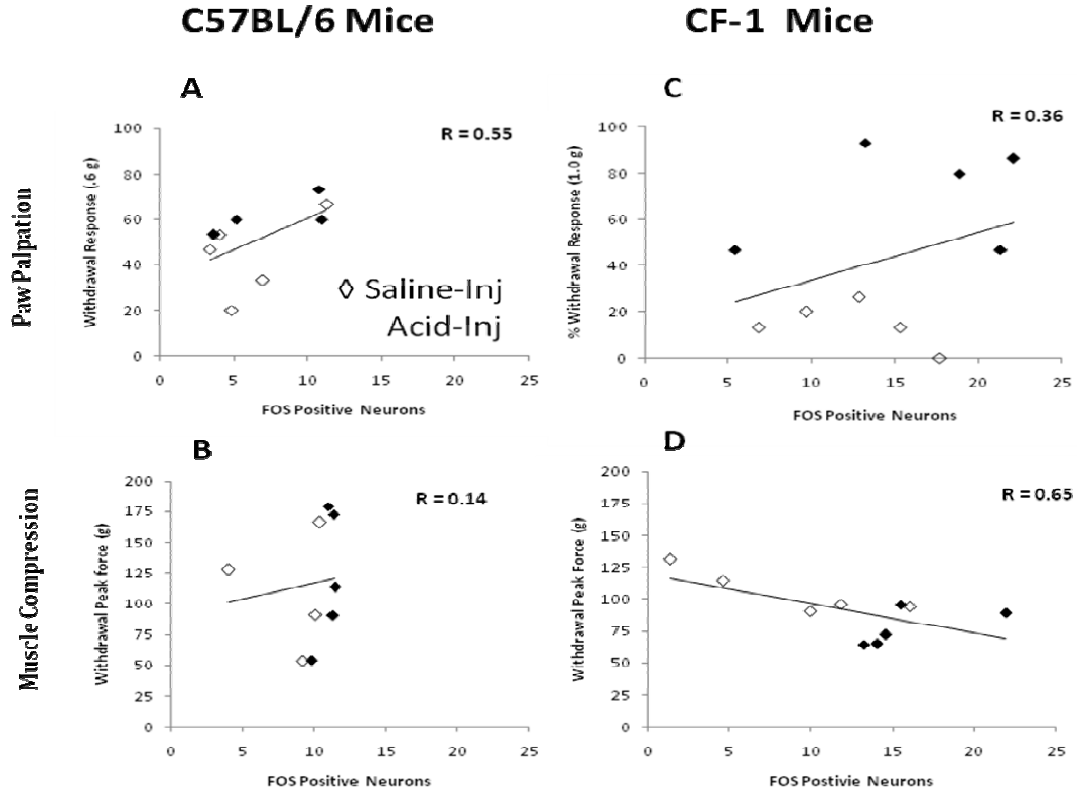 C57BL/6 Mice
CF-1 Mice
Paw Palpation
A
R = 0.55
Withdrawal Response (.6 g)
100
80
60
40
20
0
0 5 10 15 20 25
FOS Positive Neurons
Saline-Inj
Acid-Inj
C
R = 0.36
% Withdrawal Response (1.0 g)
100
80
60
40
20
0
0 5 10 15 20 25
FOS Positive Neurons
Muscle Compression
B
R = 0.14
Withdrawal Peak force (g)
200
175
150
125
100
75
50
25
0
0 5 10 15 20 25
FOS Positive Neurons
D
R = 0.65
Withdrawal Peak Force (g)
200
175
150
125
100
75
50
25
0
0 5 10 15 20 25
FOS Postivie Neurons